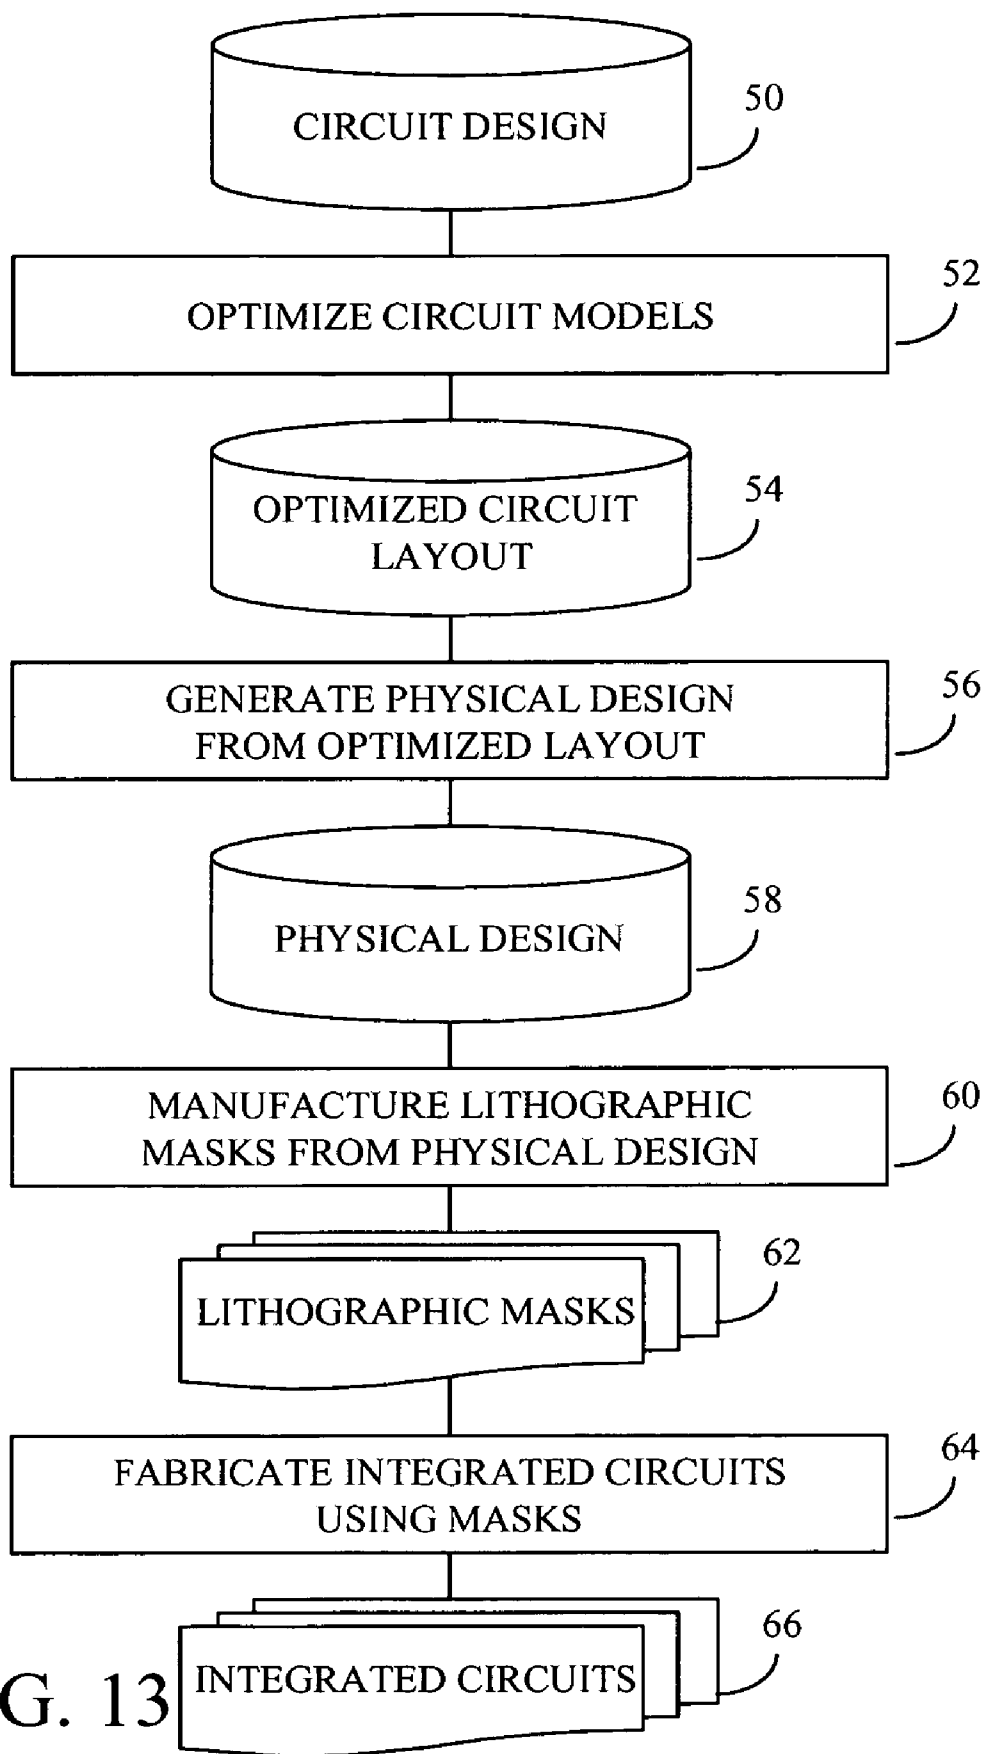 CIRCUIT DESIGN
50
OPTIMIZE CIRCUIT MODELS
52
OPTIMIZED CIRCUIT
LAYOUT
54
GENERATE PHYSICAL DESIGN
FROM OPTIMIZED LAYOUT
56
PHYSICAL DESIGN
58
MANUFACTURE LITHOGRAPHIC
MASKS FROM PHYSICAL DESIGN
60
LITHOGRAPHIC MASKS
62
FABRICATE INTEGRATED CIRCUITS
USING MASKS
64
INTEGRATED CIRCUITS
66
G. 13